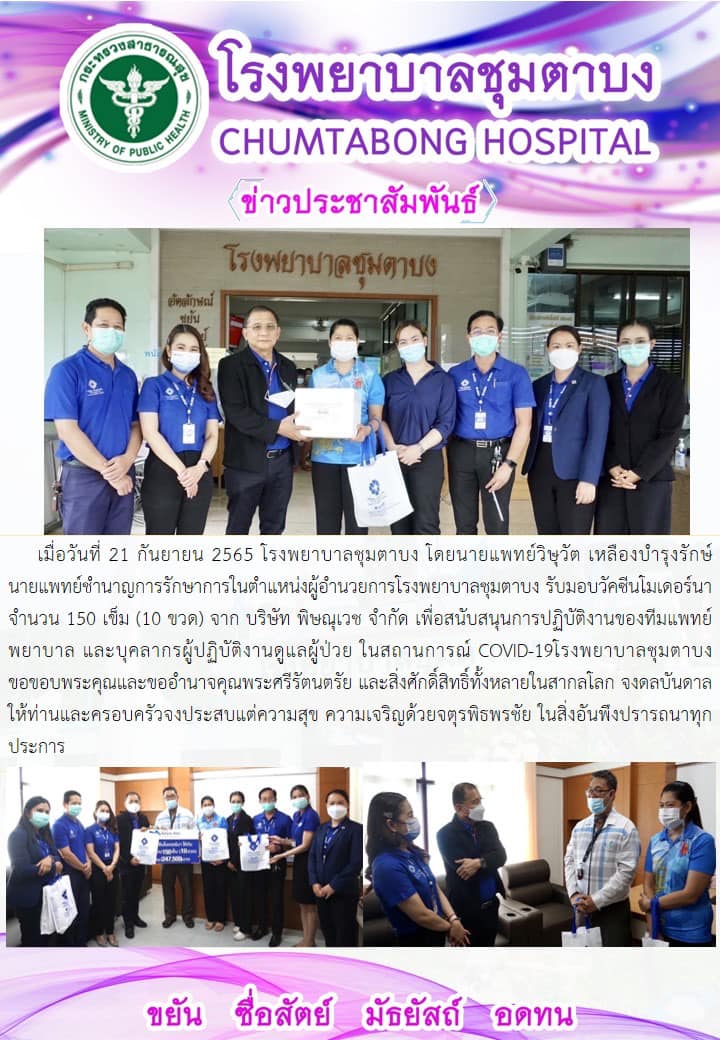 กระทรวงสาธารณสุข
MINISTRY OF PUBLIC HEALTH
โรงพยาบาลชุมตาบง
CHUMTABONG HOSPITAL
ข่าวประชาสัมพันธ์
โรงพยาบาลชุมตาบง
อัตลักษณ์
ขยัน
เมื่อวันที่ 21 กันยายน 2565 โรงพยาบาลชุมตาบง โดยนายแพทย์วิษุวัต เหลืองบำรุงรักษ์
นายแพทย์ชำนาญการรักษาการในตำแหน่งผู้อำนวยการโรงพยาบาลชุมตาบง รับมอบวัคซีนโมเดอร์นา
จำนวน 150 เข็ม (10 ขวด) จาก บริษัท พิษณุเวช จำกัด เพื่อสนับสนุนการปฏิบัติงานของทีมแพทย์
พยาบาล และบุคลากรผู้ปฏิบัติงานดูแลผู้ป่วย ในสถานการณ์ COVID-19โรงพยาบาลชุมตาบง
ขอขอบพระคุณและขออำนาจคุณพระศรีรัตนตรัย และสิ่งศักดิ์สิทธิ์ทั้งหลายในสากลโลก จงดลบันดาล
ให้ท่านและครอบครัวจงประสบแต่ความสุข ความเจริญด้วยจตุรพิธพรชัย ในสิ่งอันพึงปรารถนาทุก
ประการ
ขยัน ซื่อสัตย์ มัธยัสถ์ อดทน